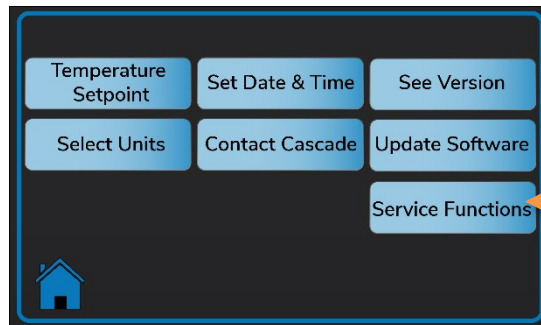 Temperature
Setpoint
Set Date & Time
See Version
Select Units
Contact Cascade
Update Software
Service Functions